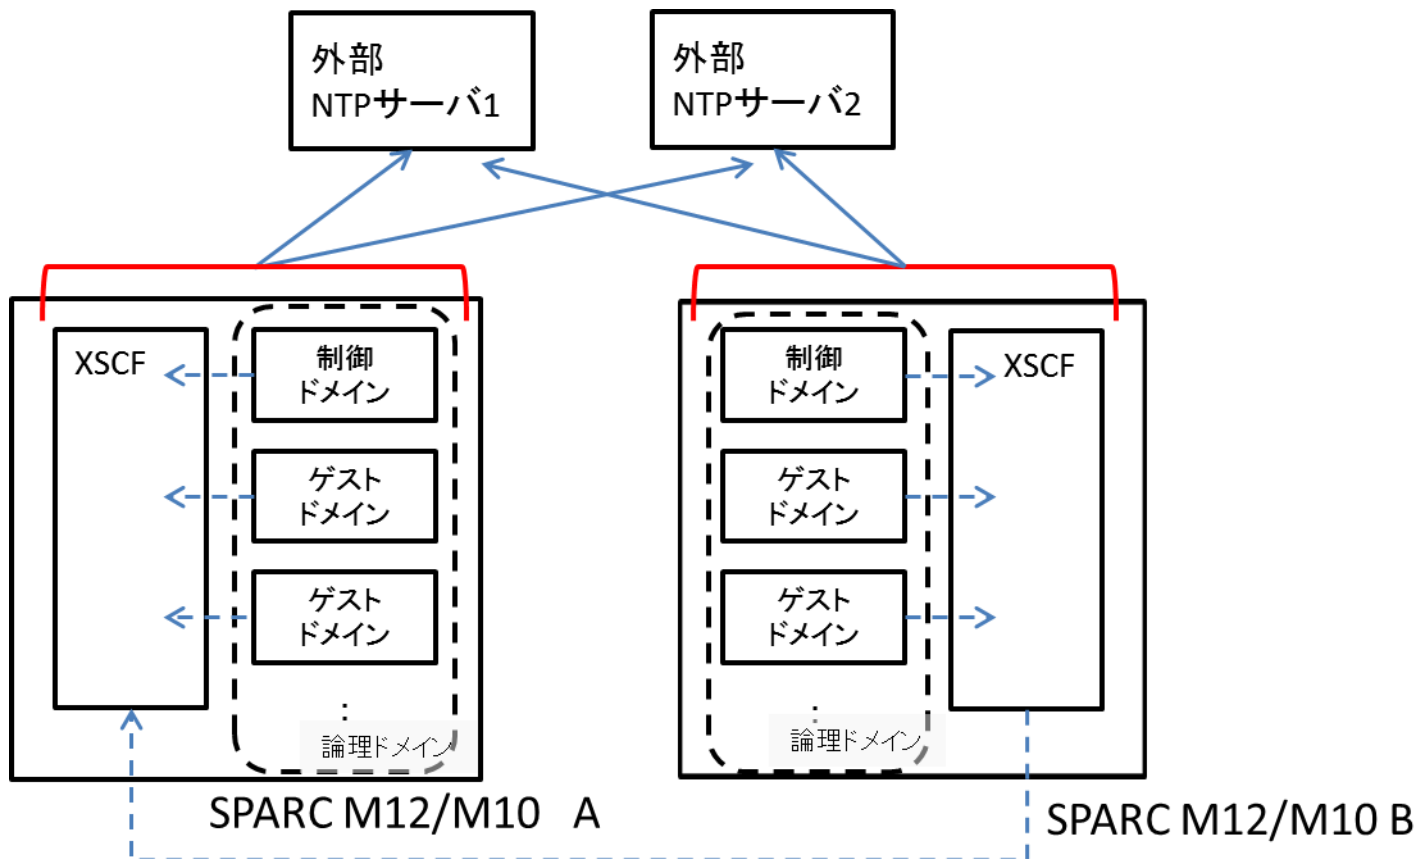 外部
NTPサーバ1
外部
NTPサーバ2
XSCF
制御
ドメイン
ゲスト
ドメイン
ゲスト
ドメイン
:
論理ドメイン
SPARC M12/M10 A
制御
ドメイン
XSCF
ゲスト
ドメイン
ゲスト
ドメイン
:
論理ドメイン
SPARC M12/M10 B